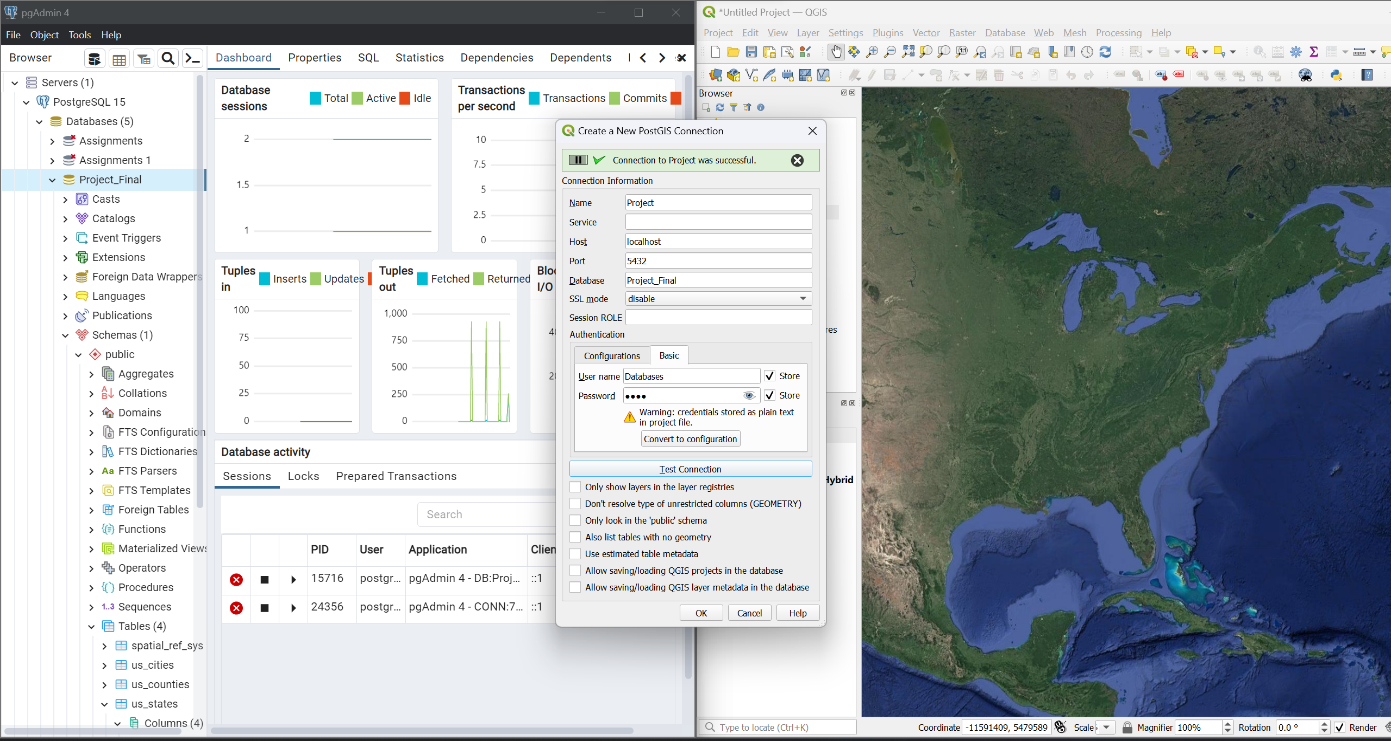 pgAdmin 4
File Object Tools Help
Browser
Servers (1)
PostgreSQL 15
Databases (5)
Assignments
Assignments 1
Project_Final
Casts
Catalogs
Event Triggers
Extensions
Foreign Data Wrappers
Languages
Publications
Schemas (1)
public
Aggregates
Collations
Domains
FTS Configuration
FTS Dictionaries
Aa FTS Parsers
FTS Templates
Foreign Tables
Functions
Materialized Views
Operators
Procedures
1..3 Sequences
Tables (4)
spatial_ref_sys
us_cities
us_counties
us_states
Columns (4)
Dashboard Properties SQL Statistics Dependencies Dependents
Database sessions
Total Active Idle
2
1.5
1
Transactions per second
Transactions Commits
10
7.5
5
2.5
0
Tuples in
Inserts Updates
100
75
50
25
0
Tuples out
Fetched Returned
1,000
750
500
250
0
Bloc
I/O
Database activity
Sessions Locks Prepared Transactions
Search
PID User Application Clien
15716 postgr... pgAdmin 4 - DB:Proj... ::1
24356 postgr... pgAdmin 4 - CONN:7... ::1
*Untitled Project — QGIS
Project Edit View Layer Settings Plugins Vector Raster Database Web Mesh Processing Help
Browser
Create a New PostGIS Connection
Connection to Project was successful.
Connection Information
Name Project
Service
Host localhost
Port 5432
Database Project_Final
SSL mode disable
Session ROLE
Authentication
Configurations Basic
User name Databases Store
Password ●●●● Store
Warning: credentials stored as plain text
in project file.
Convert to configuration
Test Connection
Only show layers in the layer registries
Don't resolve type of unrestricted columns (GEOMETRY)
Only look in the 'public' schema
Also list tables with no geometry
Use estimated table metadata
Allow saving/loading QGIS projects in the database
Allow saving/loading QGIS layer metadata in the database
OK Cancel Help
res
Hybrid
Type to locate (Ctrl+K)
Coordinate -11591409, 5479589 Scale Magnifier 100% Rotation 0.0 ° Render